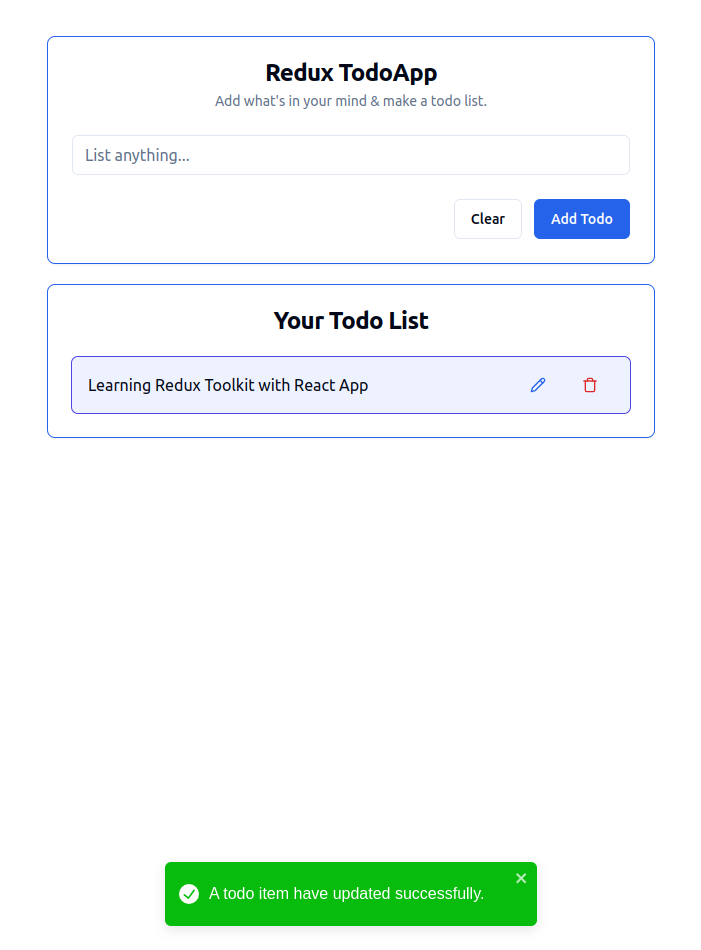 Redux TodoApp
Add what's in your mind & make a todo list.
List anything...
Clear
Add Todo
Your Todo List
Learning Redux Toolkit with React App
A todo item have updated successfully.